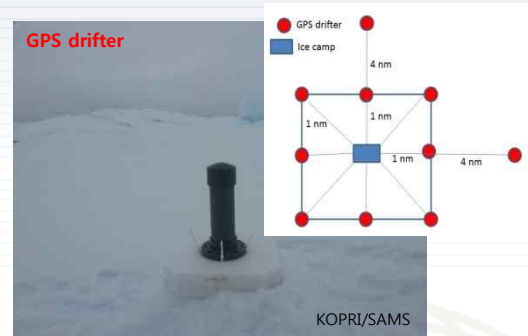 GPS drifter
GPS drifter
Ice camp
4 nm
1 nm
1 nm
1 nm
4 nm
KOPRI/SAMS